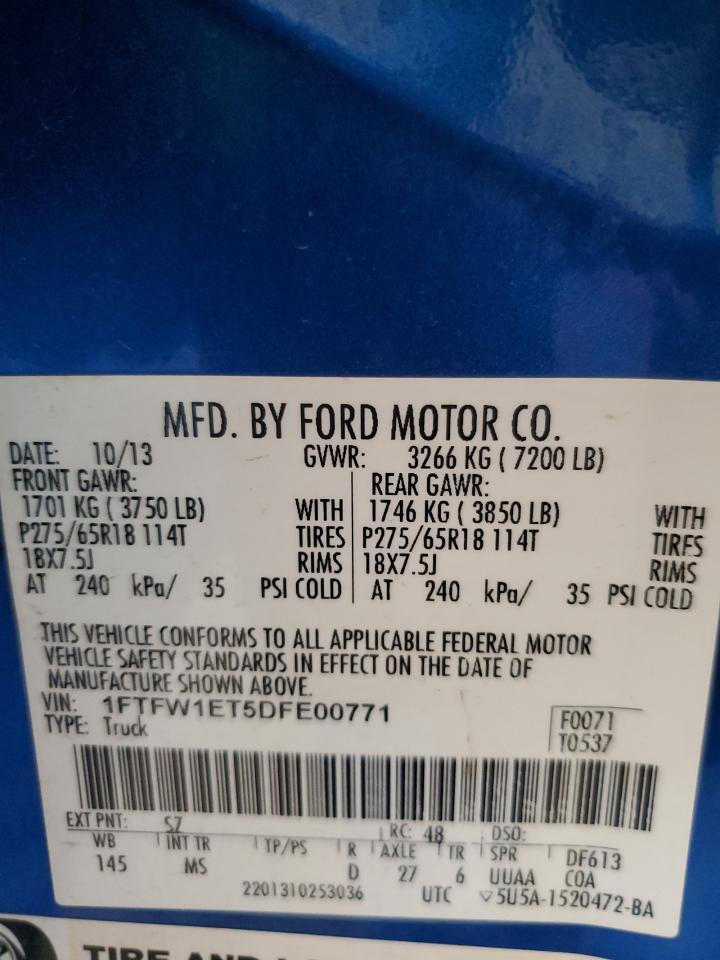 MFD. BY FORD MOTOR CO.
DATE: 10/13 GVWR: 3266 KG ( 7200 LB)
FRONT GAWR: REAR GAWR:
1701 KG ( 3750 LB) WITH 1746 KG ( 3850 LB) WITH
P275/65R18 114T TIRES P275/65R18 114T TIRES
18X7.5J RIMS 18X7.5J RIMS
AT 240 kPa/ 35 PSI COLD AT 240 kPa/ 35 PSI COLD
THIS VEHICLE CONFORMS TO ALL APPLICABLE FEDERAL MOTOR
VEHICLE SAFETY STANDARDS IN EFFECT ON THE DATE OF
MANUFACTURE SHOWN ABOVE.
VIN: 1FTFW1ET5DFE00771 F0071
TYPE: Truck T0537
EXT PNT: SZ RC: 48 DSO:
WB INT TR TP/PS R AXLE TR SPR DF613
145 MS D 27 6 UUAA COA
2201310253036 UTC ▽5U5A-1520472-BA
TIRE AND